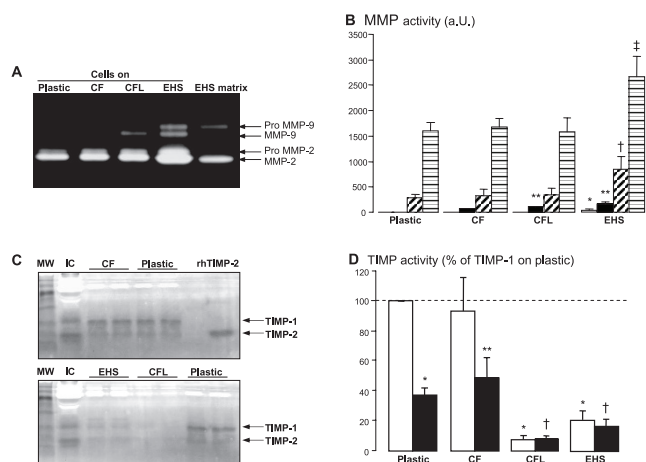 A
Cells on
Plastic CF CFL EHS EHS matrix
Pro MMP-9
MMP-9
Pro MMP-2
MMP-2
B MMP activity (a.U.)
3500
3000
2500
2000
1500
1000
500
0
** * ** † ‡
Plastic CF CFL EHS
C
MW IC CF Plastic rhTIMP-2
TIMP-1
TIMP-2
MW IC EHS CFL Plastic
TIMP-1
TIMP-2
D TIMP activity (% of TIMP-1 on plastic)
120
100
80
60
40
20
0
* ** * † * †
Plastic CF CFL EHS